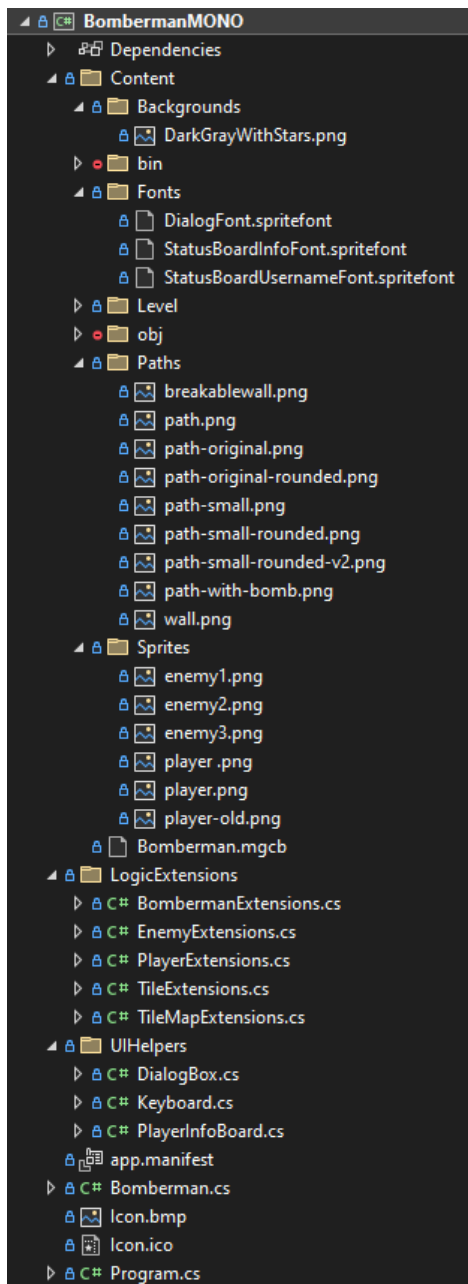 C# BombermanMONO
Dependencies
Content
Backgrounds
DarkGrayWithStars.png
bin
Fonts
DialogFont.spritefont
StatusBoardInfoFont.spritefont
StatusBoardUsernameFont.spritefont
Level
obj
Paths
breakablewall.png
path.png
path-original.png
path-original-rounded.png
path-small.png
path-small-rounded.png
path-small-rounded-v2.png
path-with-bomb.png
wall.png
Sprites
enemy1.png
enemy2.png
enemy3.png
player .png
player.png
player-old.png
Bomberman.mgcb
LogicExtensions
C# BombermanExtensions.cs
C# EnemyExtensions.cs
C# PlayerExtensions.cs
C# TileExtensions.cs
C# TileMapExtensions.cs
UIHelpers
C# DialogBox.cs
C# Keyboard.cs
C# PlayerInfoBoard.cs
app.manifest
C# Bomberman.cs
Icon.bmp
Icon.ico
C# Program.cs